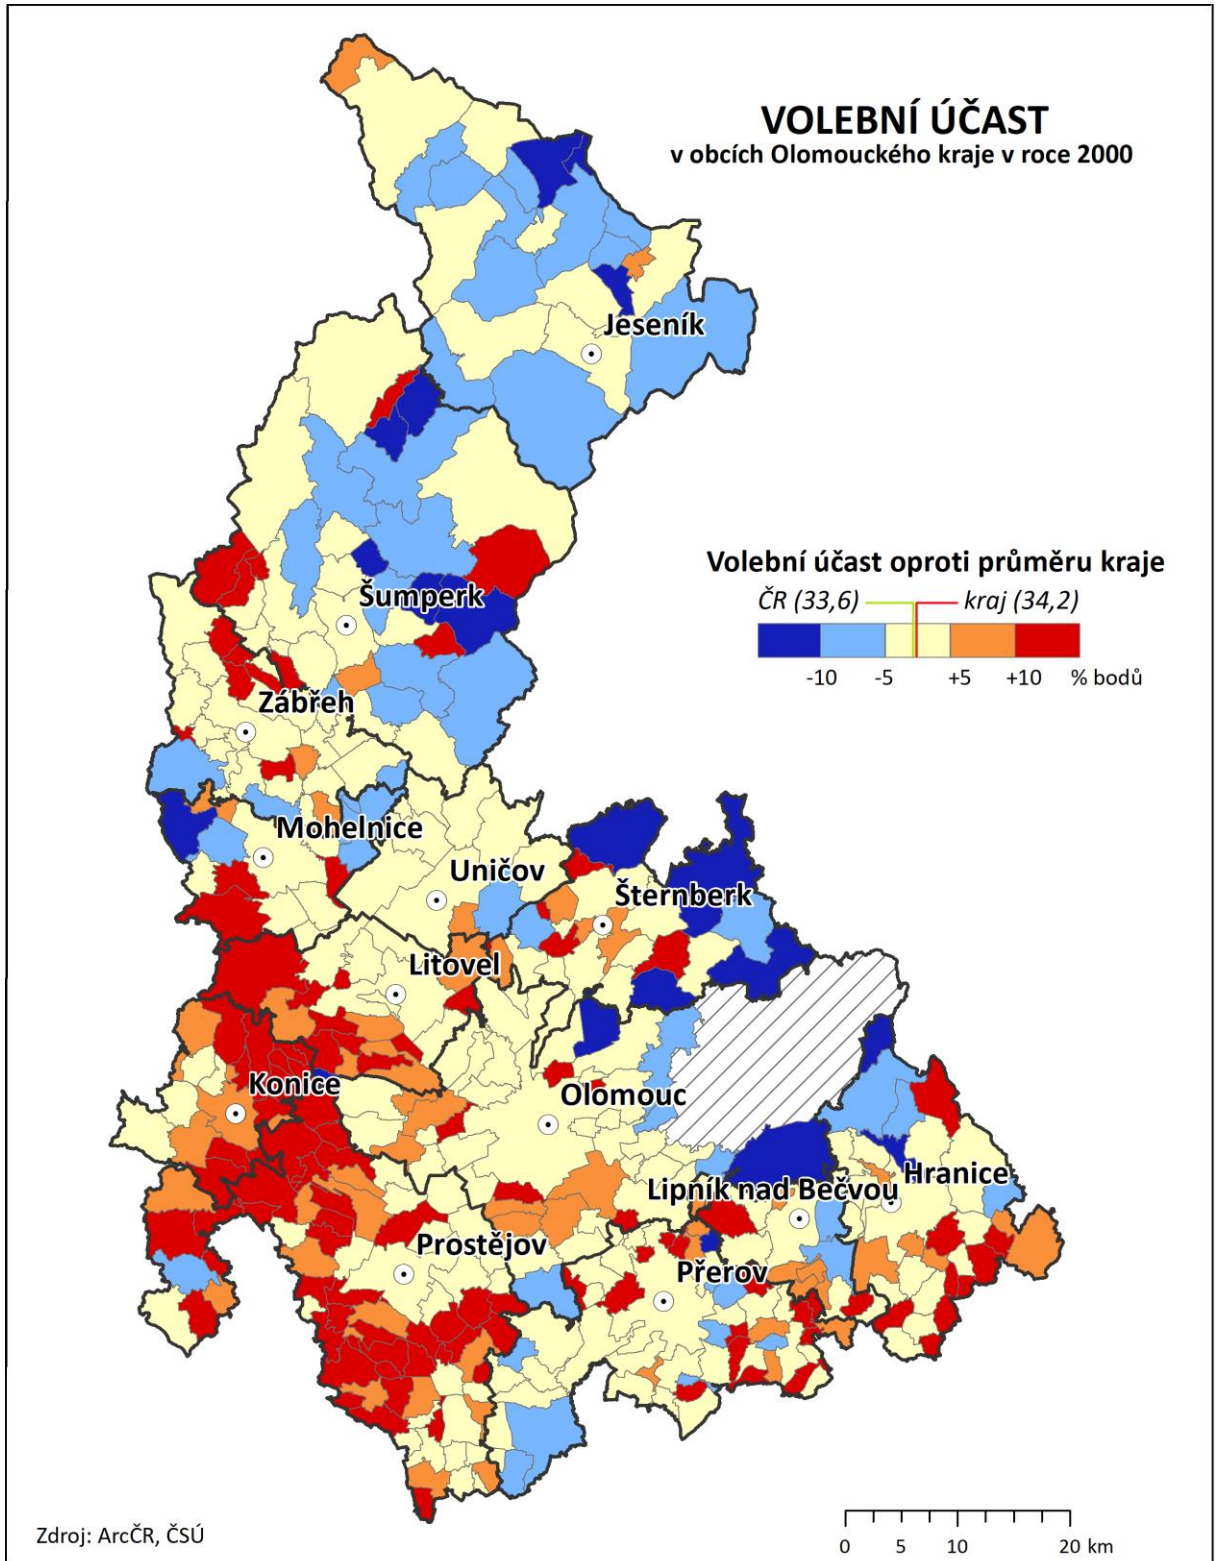 VOLEBNÍ ÚČAST
v obcích Olomouckého kraje v roce 2000
Jeseník
Volební účast oproti průměru kraje
ČR (33,6) kraj (34,2)
-10 -5 +5 +10 % bodů
Šumperk
Zábřeh
Mohelnice
Uničov
Šternberk
Litovel
Konice
Olomouc
Hranice
Lipník nad Bečvou
Prostějov
Přerov
Zdroj: ArcČR, ČSÚ
0 5 10 20 km